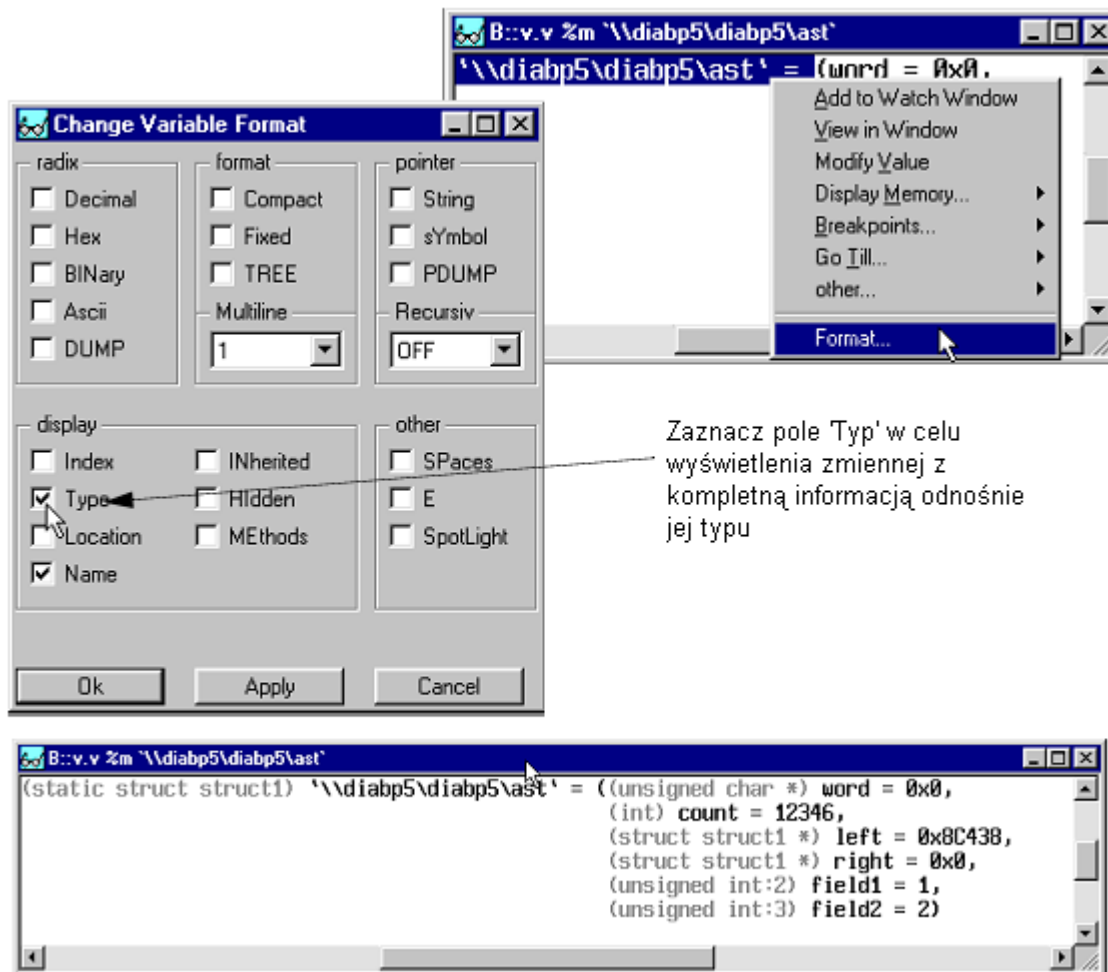 B::v.v %m `\\diabp5\diabp5\ast`
'\\diabp5\diabp5\ast' = (word = 0x0,
Add to Watch Window
View in Window
Modify Value
Display Memory...
Breakpoints...
Go Till...
other...
Format...
Change Variable Format
radix
Decimal
Hex
BINary
Ascii
DUMP
format
Compact
Fixed
TREE
Multiline
1
pointer
String
sYmbol
PDUMP
Recursiv
OFF
display
Index
Type
Location
Name
INherited
HIdden
MEthods
other
SPaces
E
SpotLight
Ok
Apply
Cancel
Zaznacz pole 'Typ' w celu
wyświetlenia zmiennej z
kompletną informacją odnośnie
jej typu
B::v.v %m `\\diabp5\diabp5\ast`
(static struct struct1) '\\diabp5\diabp5\ast' = ((unsigned char *) word = 0x0,
(int) count = 12346,
(struct struct1 *) left = 0x8C438,
(struct struct1 *) right = 0x0,
(unsigned int:2) field1 = 1,
(unsigned int:3) field2 = 2)